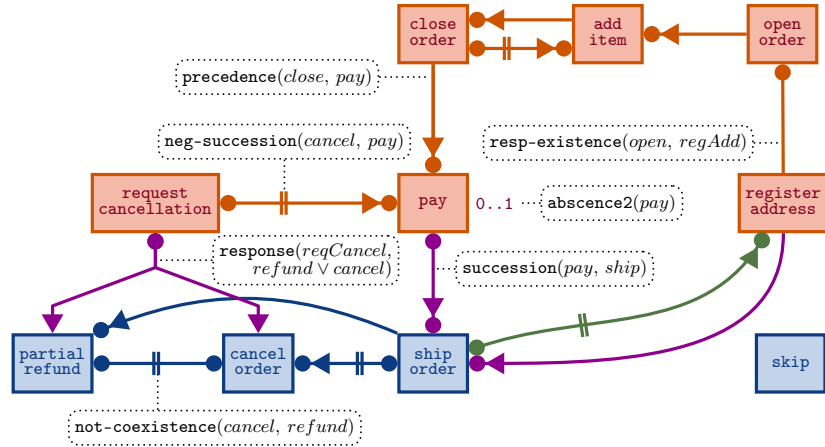 close
order
add
item
open
order
precedence(close, pay)
neg-succession(cancel, pay)
resp-existence(open, regAdd)
request
cancellation
pay
0..1
abscence2(pay)
register
address
response(reqCancel,
refund ∨ cancel)
succession(pay, ship)
partial
refund
cancel
order
ship
order
skip
not-coexistence(cancel, refund)